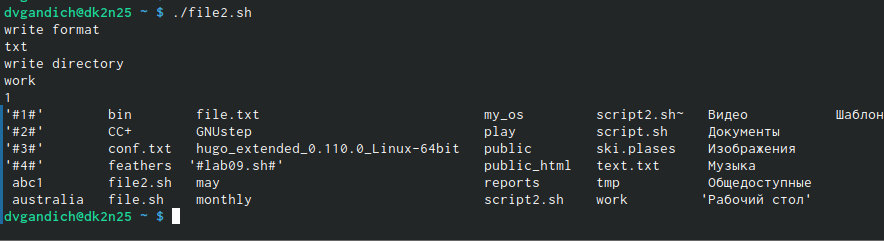 dvgandich@dk2n25 ~ $ ./file2.sh
write format
txt
write directory
work
1
'#1#' bin file.txt my_os script2.sh~ Видео Шаблон
'#2#' CC+ GNUstep play script.sh Документы
'#3#' conf.txt hugo_extended_0.110.0_Linux-64bit public ski.plases Изображения
'#4#' feathers '#lab09.sh#' public_html text.txt Музыка
abc1 file2.sh may reports tmp Общедоступные
australia file.sh monthly script2.sh work 'Рабочий стол'
dvgandich@dk2n25 ~ $